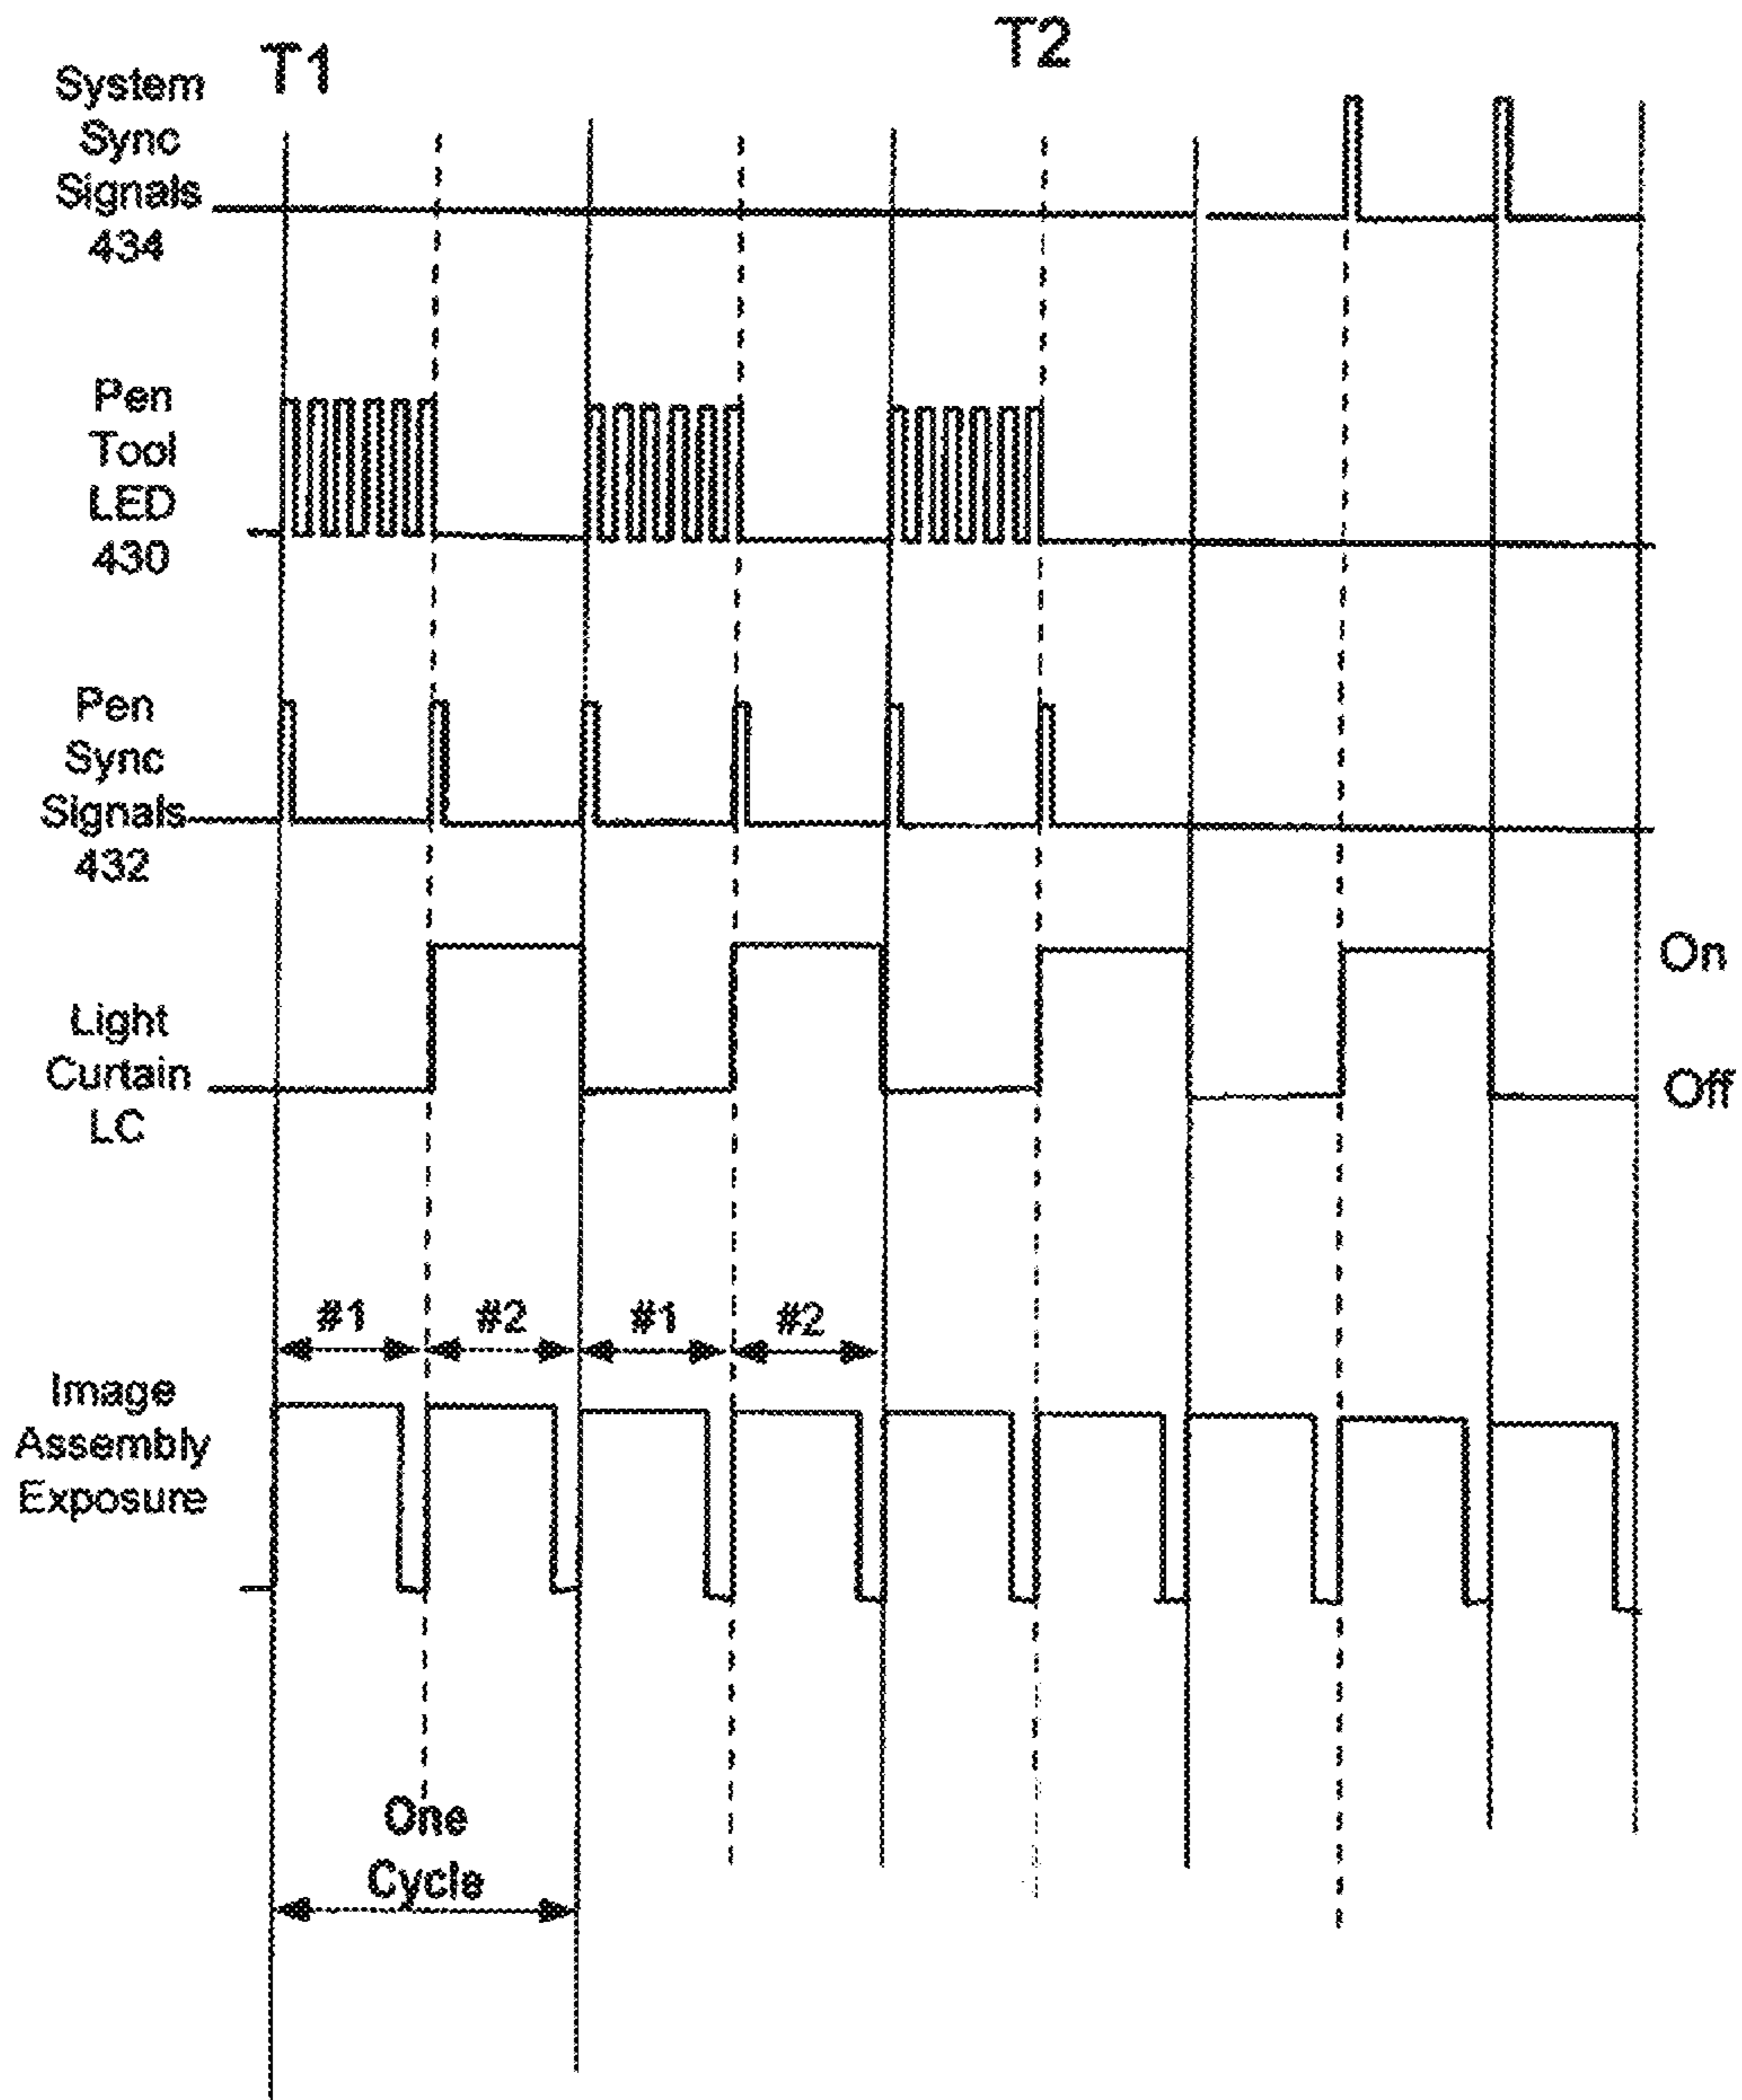 T1
T2
System
Sync
Signals
434
Pen
Tool
LED
430
Pen
Sync
Signals
432
On
Light
Curtain
LC
Off
#1 #2 #1 #2
Image
Assembly
Exposure
One
Cycle